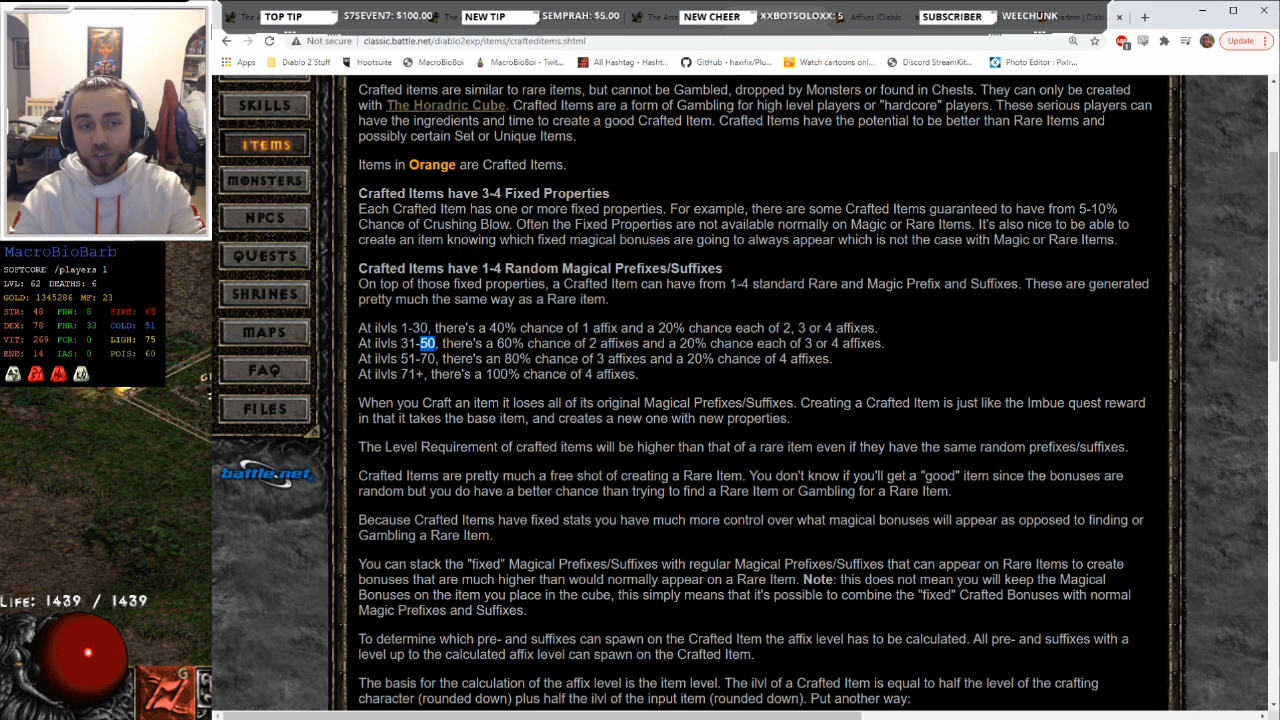 TOP TIP
S7SEVEN7: $100.00
NEW TIP
SEMPRAH: $5.00
NEW CHEER
XXBOTSOLOXX: 5
Affixes (Diablo
SUBSCRIBER
WEECHUNK
Not secure
classic.battle.net/diablo2exp/items/crafteditems.shtml
Update
Apps
Diablo 2 Stuff
Hootsuite
MacroBioBoi
MacroBioBoi - Twit...
All Hashtag - Hasht...
GitHub - haxifix/Plu...
Watch cartoons onl...
Discord StreamKit...
Photo Editor : Pixlr...
SKILLS
ITEMS
MONSTERS
NPCS
QUESTS
SHRINES
MAPS
FAQ
FILES
battle.net
Crafted items are similar to rare items, but cannot be Gambled, dropped by Monsters or found in Chests. They can only be created
with The Horadric Cube. Crafted Items are a form of Gambling for high level players or "hardcore" players. These serious players can
have the ingredients and time to create a good Crafted Item. Crafted Items have the potential to be better than Rare Items and
possibly certain Set or Unique Items.
Items in Orange are Crafted Items.
Crafted Items have 3-4 Fixed Properties
Each Crafted Item has one or more fixed properties. For example, there are some Crafted Items guaranteed to have from 5-10%
Chance of Crushing Blow. Often the Fixed Properties are not available normally on Magic or Rare Items. It's also nice to be able to
create an item knowing which fixed magical bonuses are going to always appear which is not the case with Magic or Rare Items.
Crafted Items have 1-4 Random Magical Prefixes/Suffixes
On top of those fixed properties, a Crafted Item can have from 1-4 standard Rare and Magic Prefix and Suffixes. These are generated
pretty much the same way as a Rare item.
At ilvls 1-30, there's a 40% chance of 1 affix and a 20% chance each of 2, 3 or 4 affixes.
At ilvls 31-50, there's a 60% chance of 2 affixes and a 20% chance each of 3 or 4 affixes.
At ilvls 51-70, there's an 80% chance of 3 affixes and a 20% chance of 4 affixes.
At ilvls 71+, there's a 100% chance of 4 affixes.
When you Craft an item it loses all of its original Magical Prefixes/Suffixes. Creating a Crafted Item is just like the Imbue quest reward
in that it takes the base item, and creates a new one with new properties.
The Level Requirement of crafted items will be higher than that of a rare item even if they have the same random prefixes/suffixes.
Crafted Items are pretty much a free shot of creating a Rare Item. You don't know if you'll get a "good" item since the bonuses are
random but you do have a better chance than trying to find a Rare Item or Gambling for a Rare Item.
Because Crafted Items have fixed stats you have much more control over what magical bonuses will appear as opposed to finding or
Gambling a Rare Item.
You can stack the "fixed" Magical Prefixes/Suffixes with regular Magical Prefixes/Suffixes that can appear on Rare Items to create
bonuses that are much higher than would normally appear on a Rare Item. Note: this does not mean you will keep the Magical
Bonuses on the item you place in the cube, this simply means that it's possible to combine the "fixed" Crafted Bonuses with normal
Magic Prefixes and Suffixes.
To determine which pre- and suffixes can spawn on the Crafted Item the affix level has to be calculated. All pre- and suffixes with a
level up to the calculated affix level can spawn on the Crafted Item.
The basis for the calculation of the affix level is the item level. The ilvl of a Crafted Item is equal to half the level of the crafting
character (rounded down) plus half the ilvl of the input item (rounded down). Put another way:
MacroBioBarb
SOFTCORE /players 1
LVL: 62 DEATHS: 6
GOLD: 1345286 MF: 23
STR: 48 FRW: 8 FIRE: 65
DEX: 78 FHR: 33 COLD: 51
VIT: 269 FCR: 0 LIGH: 75
ENE: 14 IAS: 0 POIS: 60
LIFE: 1439 / 1439